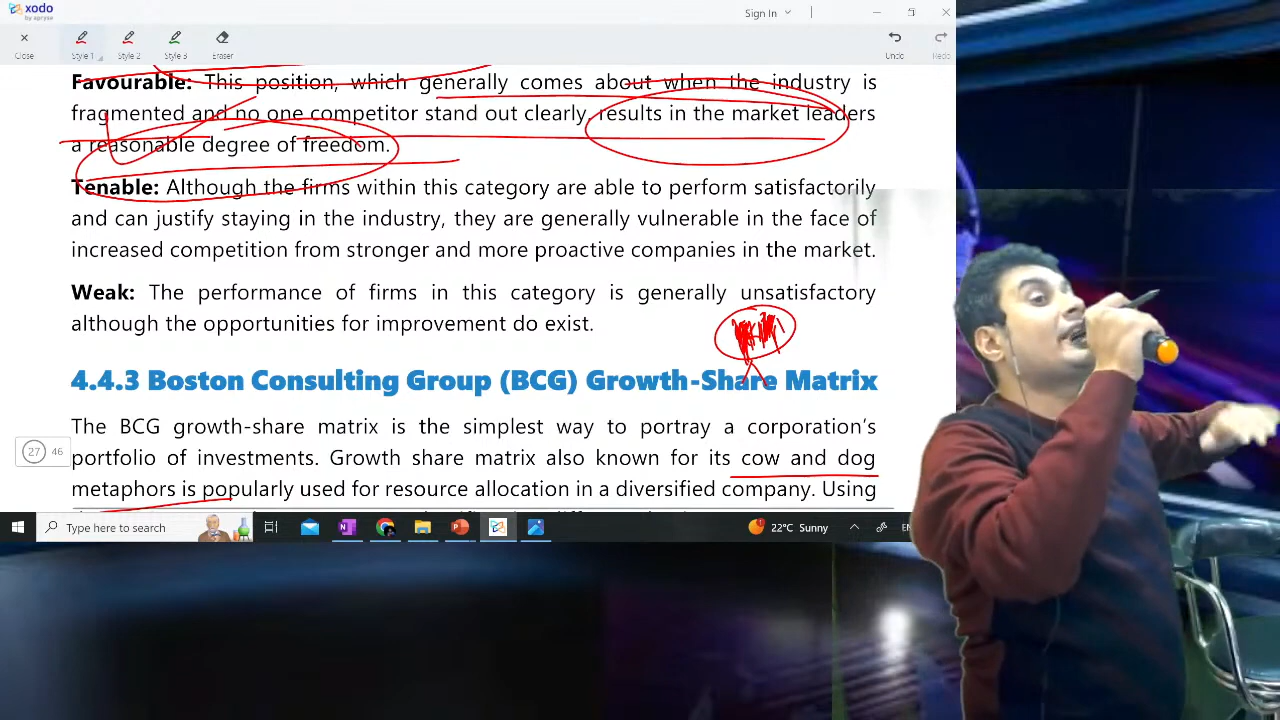 xodo
by apryse
Sign In
Close
Style 1
Style 2
Style 3
Eraser
Undo
Redo
Favourable: This position, which generally comes about when the industry is
fragmented and no one competitor stand out clearly, results in the market leaders
a reasonable degree of freedom.
Tenable: Although the firms within this category are able to perform satisfactorily
and can justify staying in the industry, they are generally vulnerable in the face of
increased competition from stronger and more proactive companies in the market.
Weak: The performance of firms in this category is generally unsatisfactory
although the opportunities for improvement do exist.
4.4.3 Boston Consulting Group (BCG) Growth-Share Matrix
The BCG growth-share matrix is the simplest way to portray a corporation's
27 46
portfolio of investments. Growth share matrix also known for its cow and dog
metaphors is popularly used for resource allocation in a diversified company. Using
Type here to search
22°C Sunny
EN